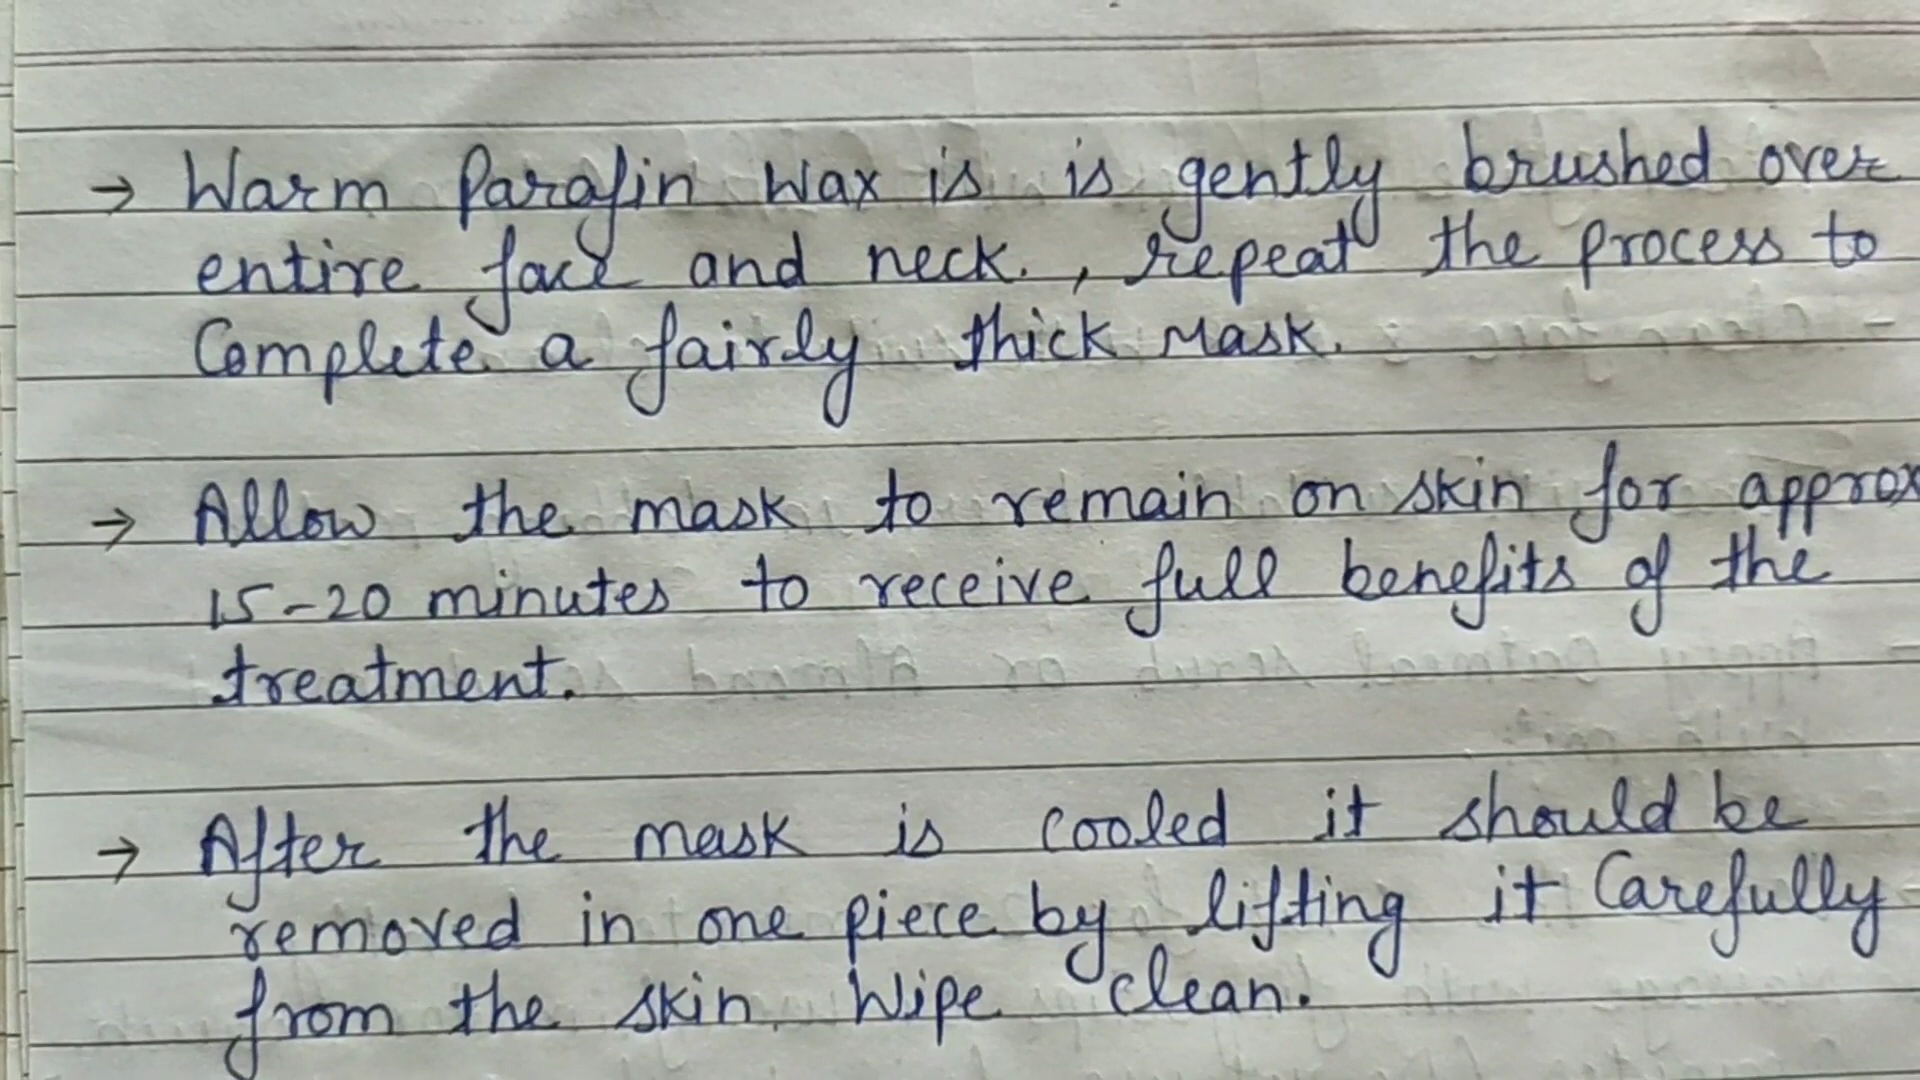 → Warm Parafin Wax is is gently brushed over
entire face and neck. , repeat the process to
Complete a fairly thick Mask.
→ Allow the mask to remain on skin for approx
15-20 minutes to receive full benefits of the
treatment.
→ After the mask is cooled it should be
removed in one piece by lifting it Carefully
from the skin. Wipe clean.